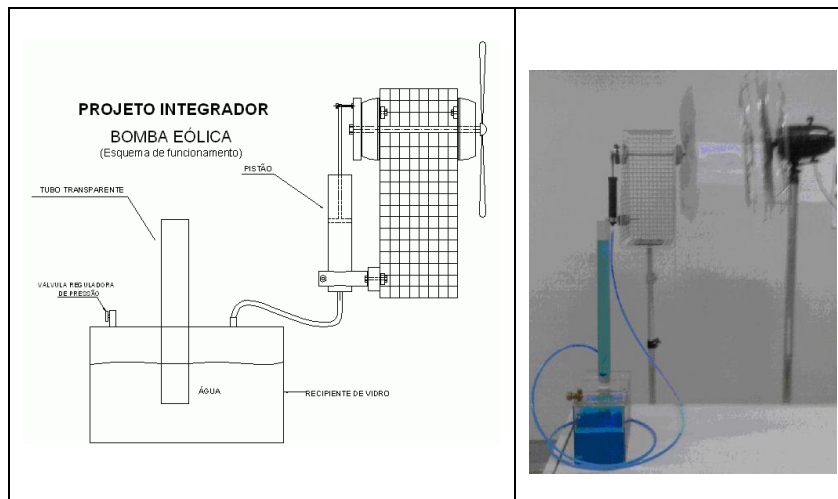 PROJETO INTEGRADOR
BOMBA EÓLICA
(Esquema de funcionamento)
PISTÃO
TUBO TRANSPARENTE
VÁLVULA REGULADORA
DE PRESSÃO
ÁGUA
RECIPIENTE DE VIDRO